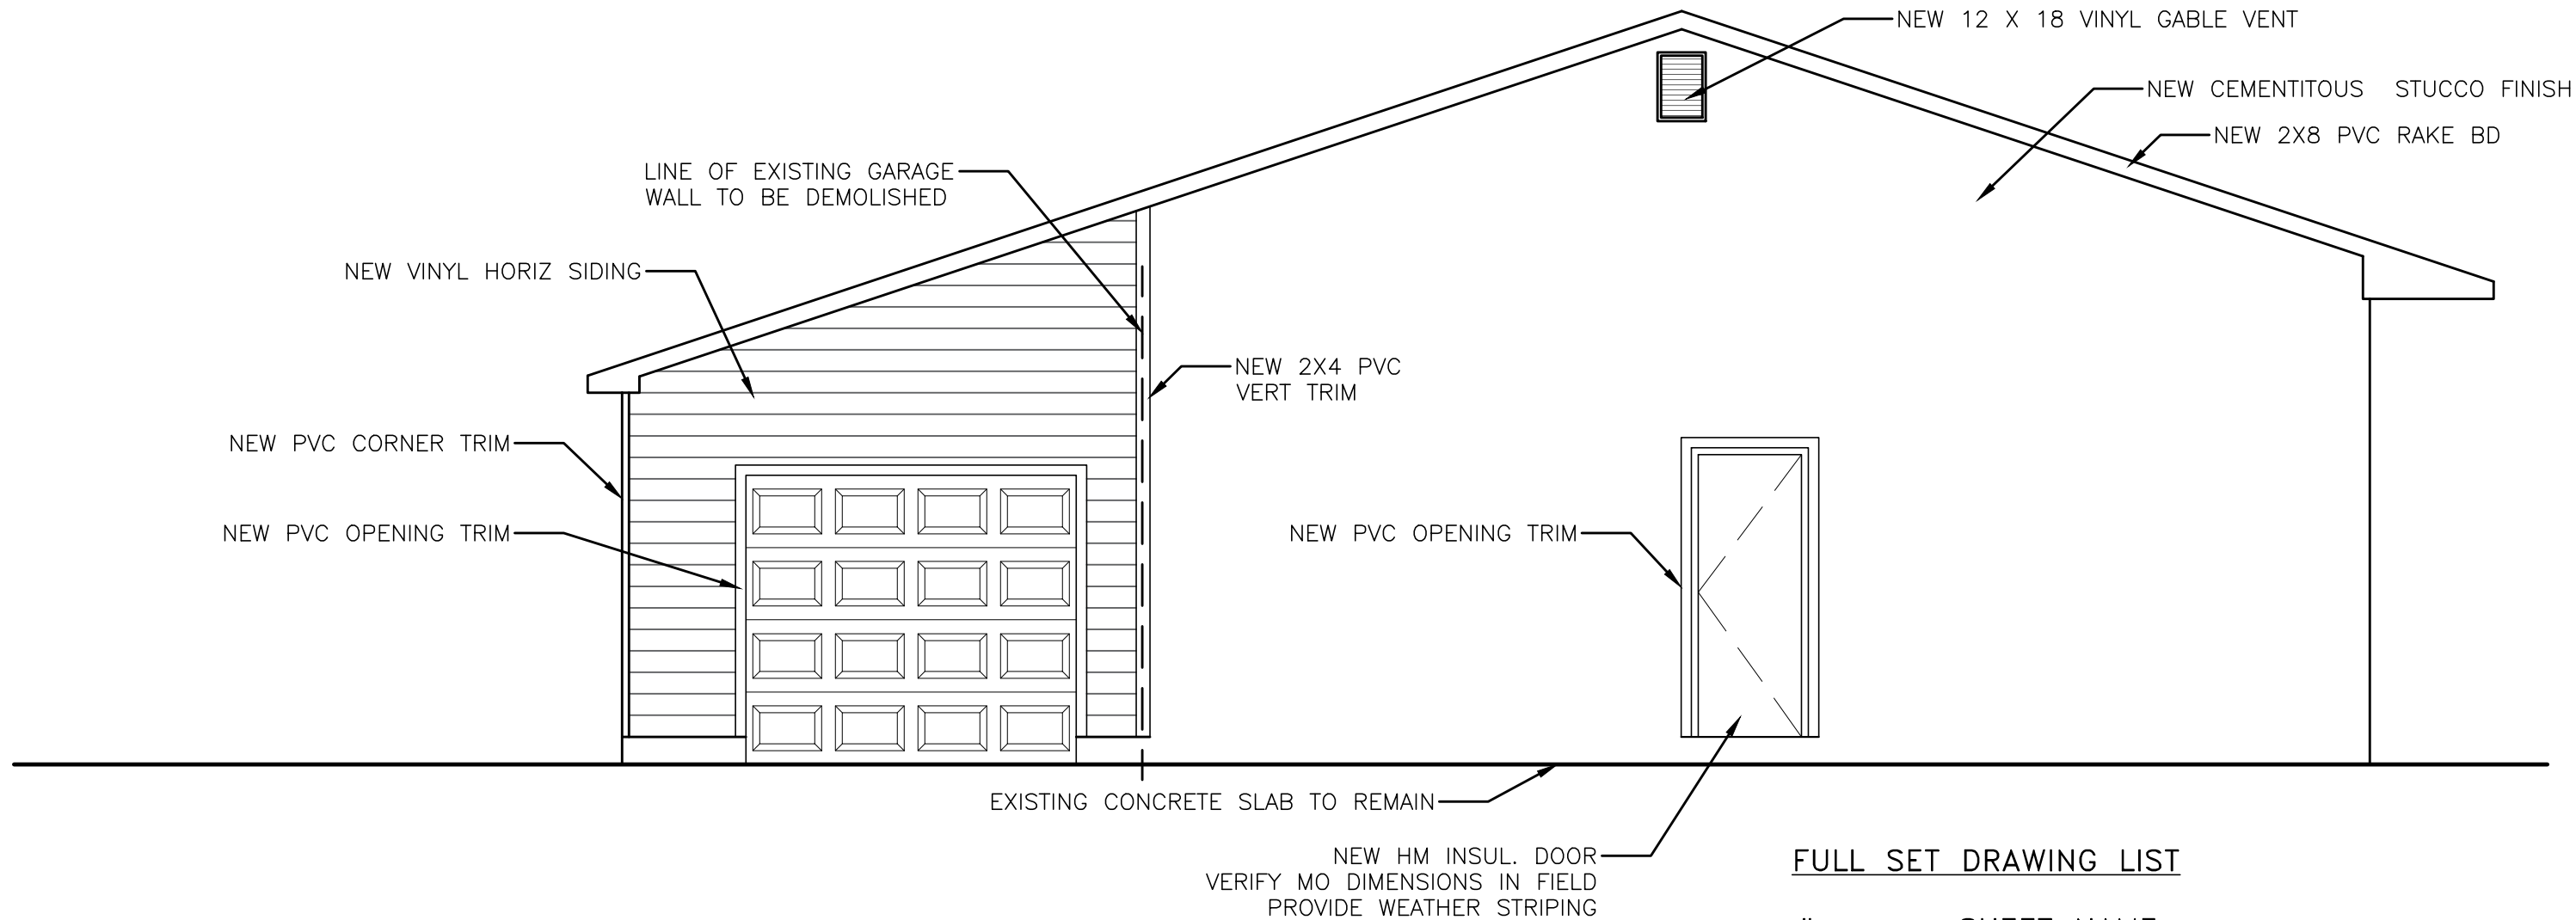 NEW 12 X 18 VINYL GABLE VENT
NEW CEMENTITOUS STUCCO FINISH
NEW 2X8 PVC RAKE BD
LINE OF EXISTING GARAGE
WALL TO BE DEMOLISHED
NEW VINYL HORIZ SIDING
NEW 2X4 PVC
VERT TRIM
NEW PVC CORNER TRIM
NEW PVC OPENING TRIM
NEW PVC OPENING TRIM
EXISTING CONCRETE SLAB TO REMAIN
NEW HM INSUL. DOOR
VERIFY MO DIMENSIONS IN FIELD
PROVIDE WEATHER STRIPING
FULL SET DRAWING LIST